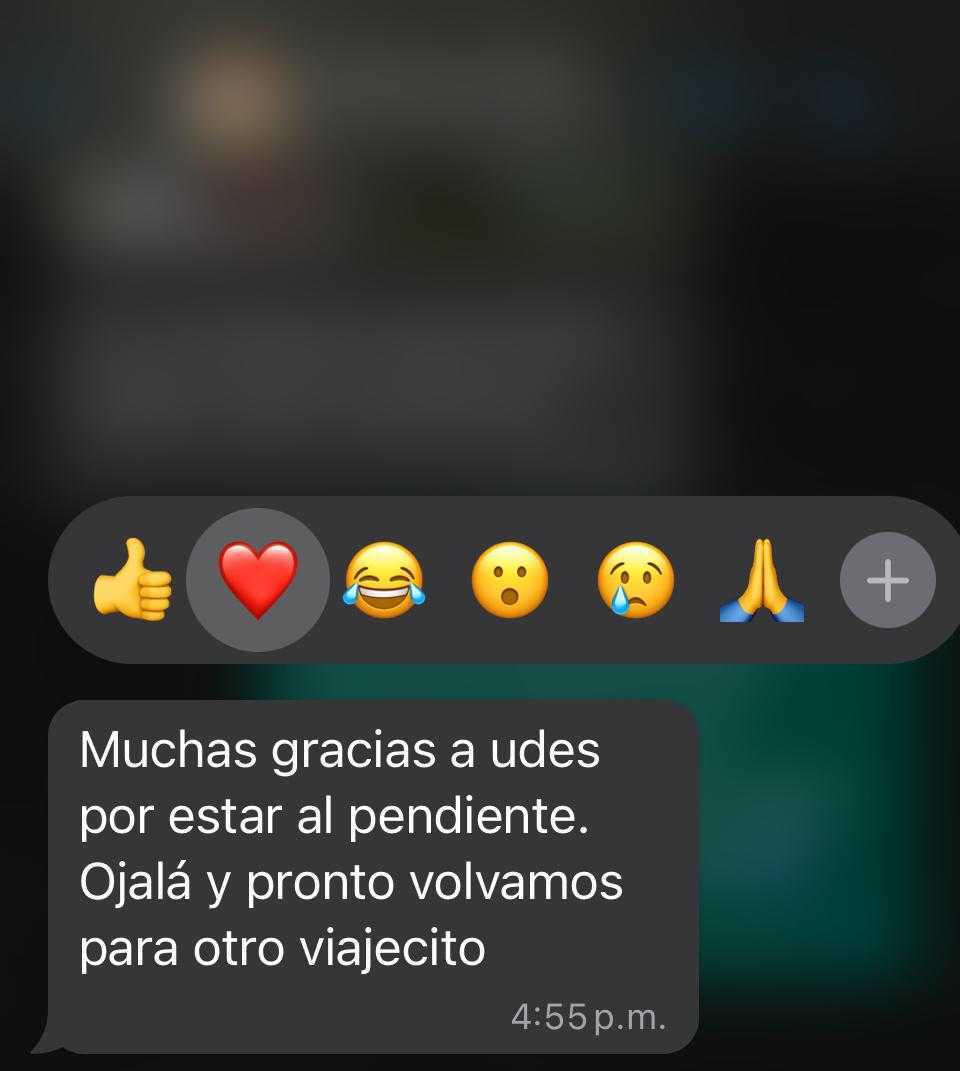 Muchas gracias a udes
por estar al pendiente.
Ojalá y pronto volvamos
para otro viajecito
4:55 p.m.